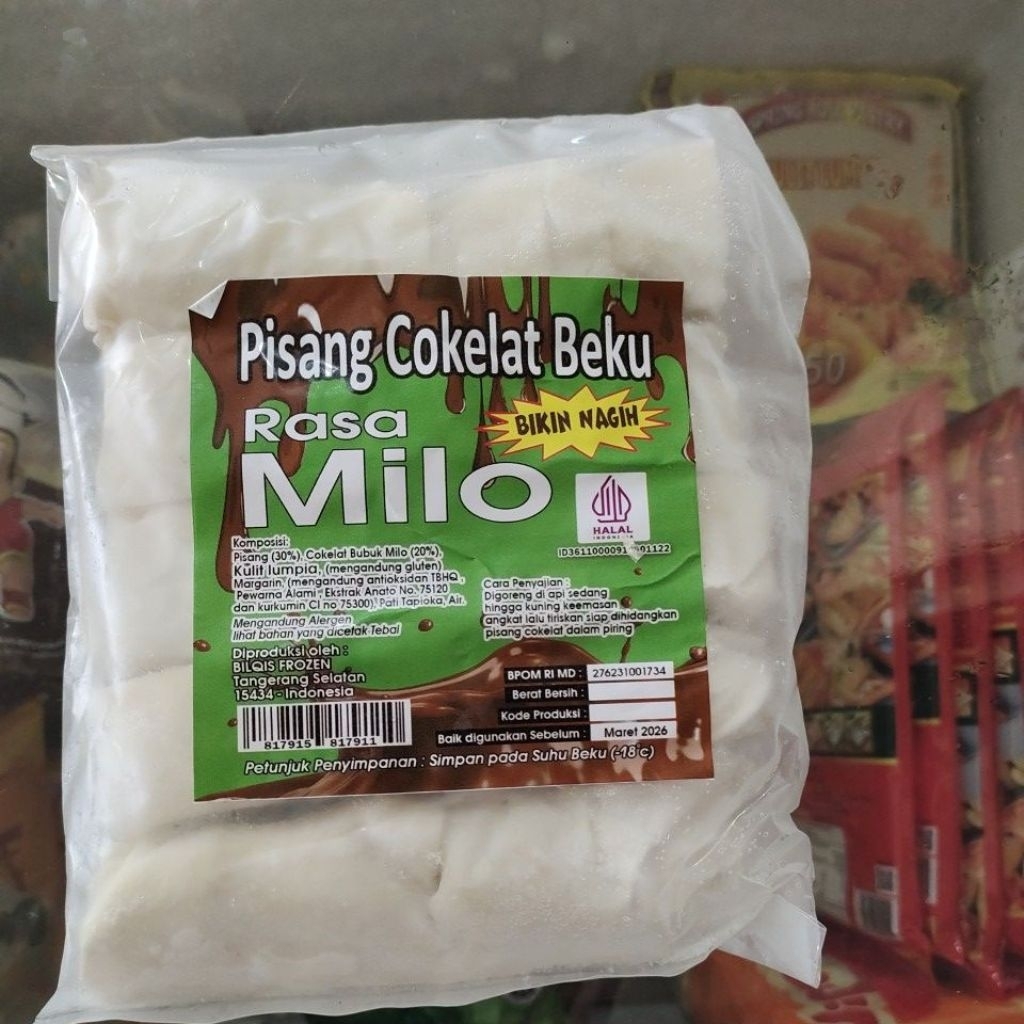 Pisang Cokelat Beku
Rasa
BIKIN NAGIH
Milo
HALAL
INDONESIA
Komposisi:
Pisang (30%), Cokelat Bubuk Milo (20%),
Kulit lumpia, (mengandung gluten)
Margarin, (mengandung antioksidan TBHQ,
Pewarna Alami, Ekstrak Anato No. 75120
dan kurkumin CI no 75300), Pati Tapioka, Air.
Mengandung Alergen
lihat bahan yang dicetak Tebal
Cara Penyajian :
Digoreng di api sedang
hingga kuning keemasan
angkat lalu tiriskan siap dihidangkan
pisang cokelat dalam piring
Diproduksi oleh :
BILQIS FROZEN
Tangerang Selatan
15434 - Indonesia
817915 817911
BPOM RI MD : 276231001734
Berat Bersih :
Kode Produksi :
Baik digunakan Sebelum : Maret 2026
Petunjuk Penyimpanan : Simpan pada Suhu Beku (-18°c)